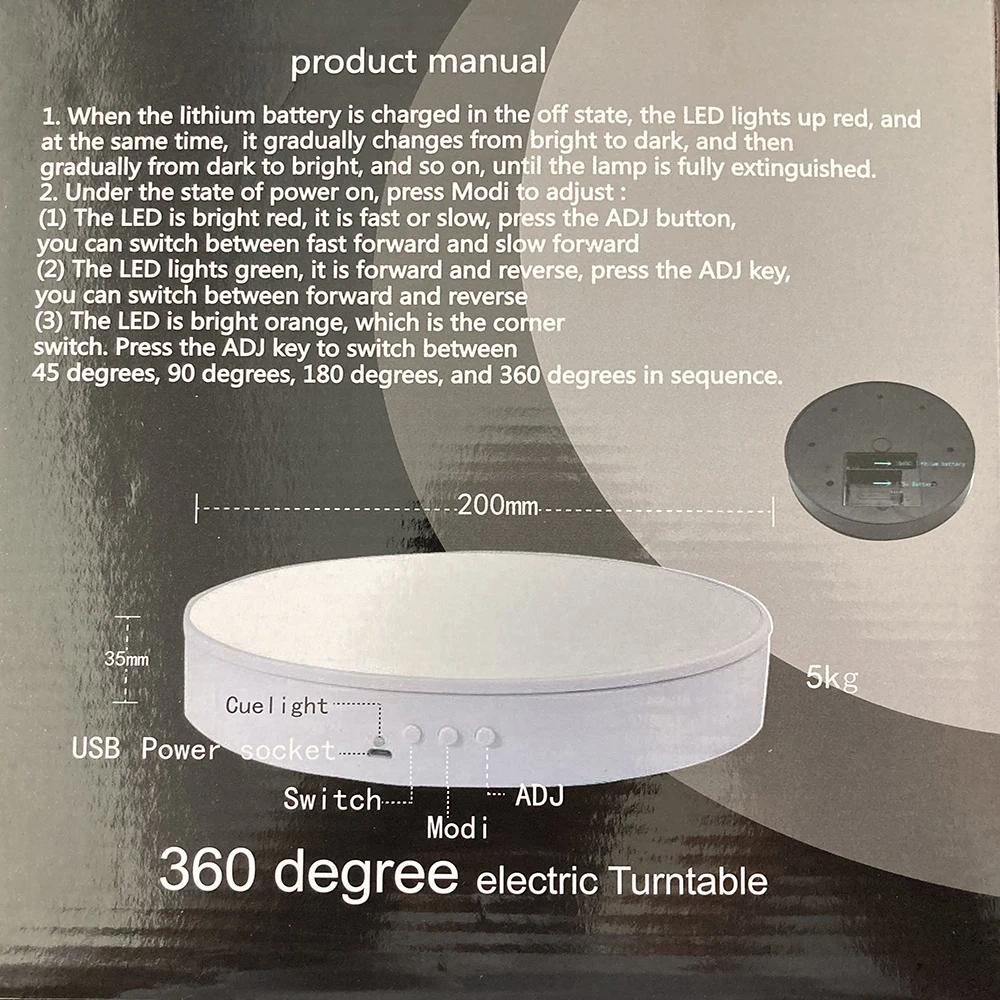 product manual
1. When the lithium battery is charged in the off state, the LED lights up red, and
at the same time, it gradually changes from bright to dark, and then
gradually from dark to bright, and so on, until the lamp is fully extinguished.
2. Under the state of power on, press Modi to adjust :
(1) The LED is bright red, it is fast or slow, press the ADJ button,
you can switch between fast forward and slow forward
(2) The LED lights green, it is forward and reverse, press the ADJ key,
you can switch between forward and reverse
(3) The LED is bright orange, which is the corner
switch. Press the ADJ key to switch between
45 degrees, 90 degrees, 180 degrees, and 360 degrees in sequence.
lithium battery
200mm
35mm
5kg
Cuelight
USB Power socket
Switch
ADJ
Modi
360 degree electric Turntable